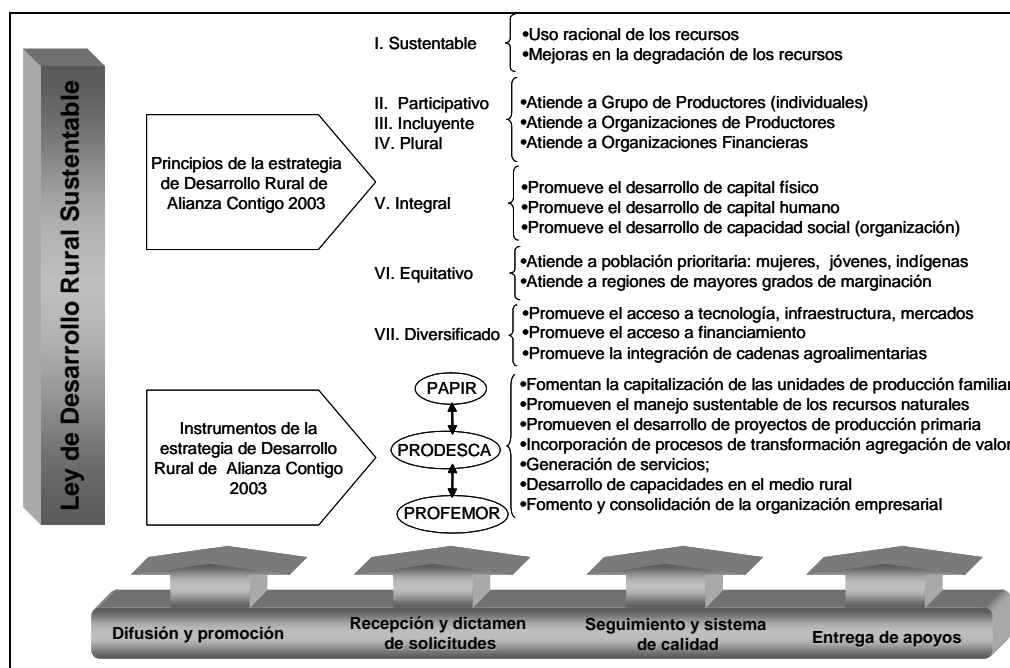 Ley de Desarrollo Rural Sustentable
Principios de la estrategia
de Desarrollo Rural de
Alianza Contigo 2003
I. Sustentable
•Uso racional de los recursos
•Mejoras en la degradación de los recursos
II. Participativo
III. Incluyente
IV. Plural
•Atiende a Grupo de Productores (individuales)
•Atiende a Organizaciones de Productores
•Atiende a Organizaciones Financieras
V. Integral
•Promueve el desarrollo de capital físico
•Promueve el desarrollo de capital humano
•Promueve el desarrollo de capacidad social (organización)
VI. Equitativo
•Atiende a población prioritaria: mujeres, jóvenes, indígenas
•Atiende a regiones de mayores grados de marginación
VII. Diversificado
•Promueve el acceso a tecnología, infraestructura, mercados
•Promueve el acceso a financiamiento
•Promueve la integración de cadenas agroalimentarias
Instrumentos de la
estrategia de Desarrollo
Rural de Alianza Contigo
2003
PAPIR
PRODESCA
PROFEMOR
•Fomentan la capitalización de las unidades de producción familiar
•Promueven el manejo sustentable de los recursos naturales
•Promueven el desarrollo de proyectos de producción primaria
•Incorporación de procesos de transformación agregación de valor
•Generación de servicios;
•Desarrollo de capacidades en el medio rural
•Fomento y consolidación de la organización empresarial
Difusión y promoción
Recepción y dictamen
de solicitudes
Seguimiento y sistema
de calidad
Entrega de apoyos